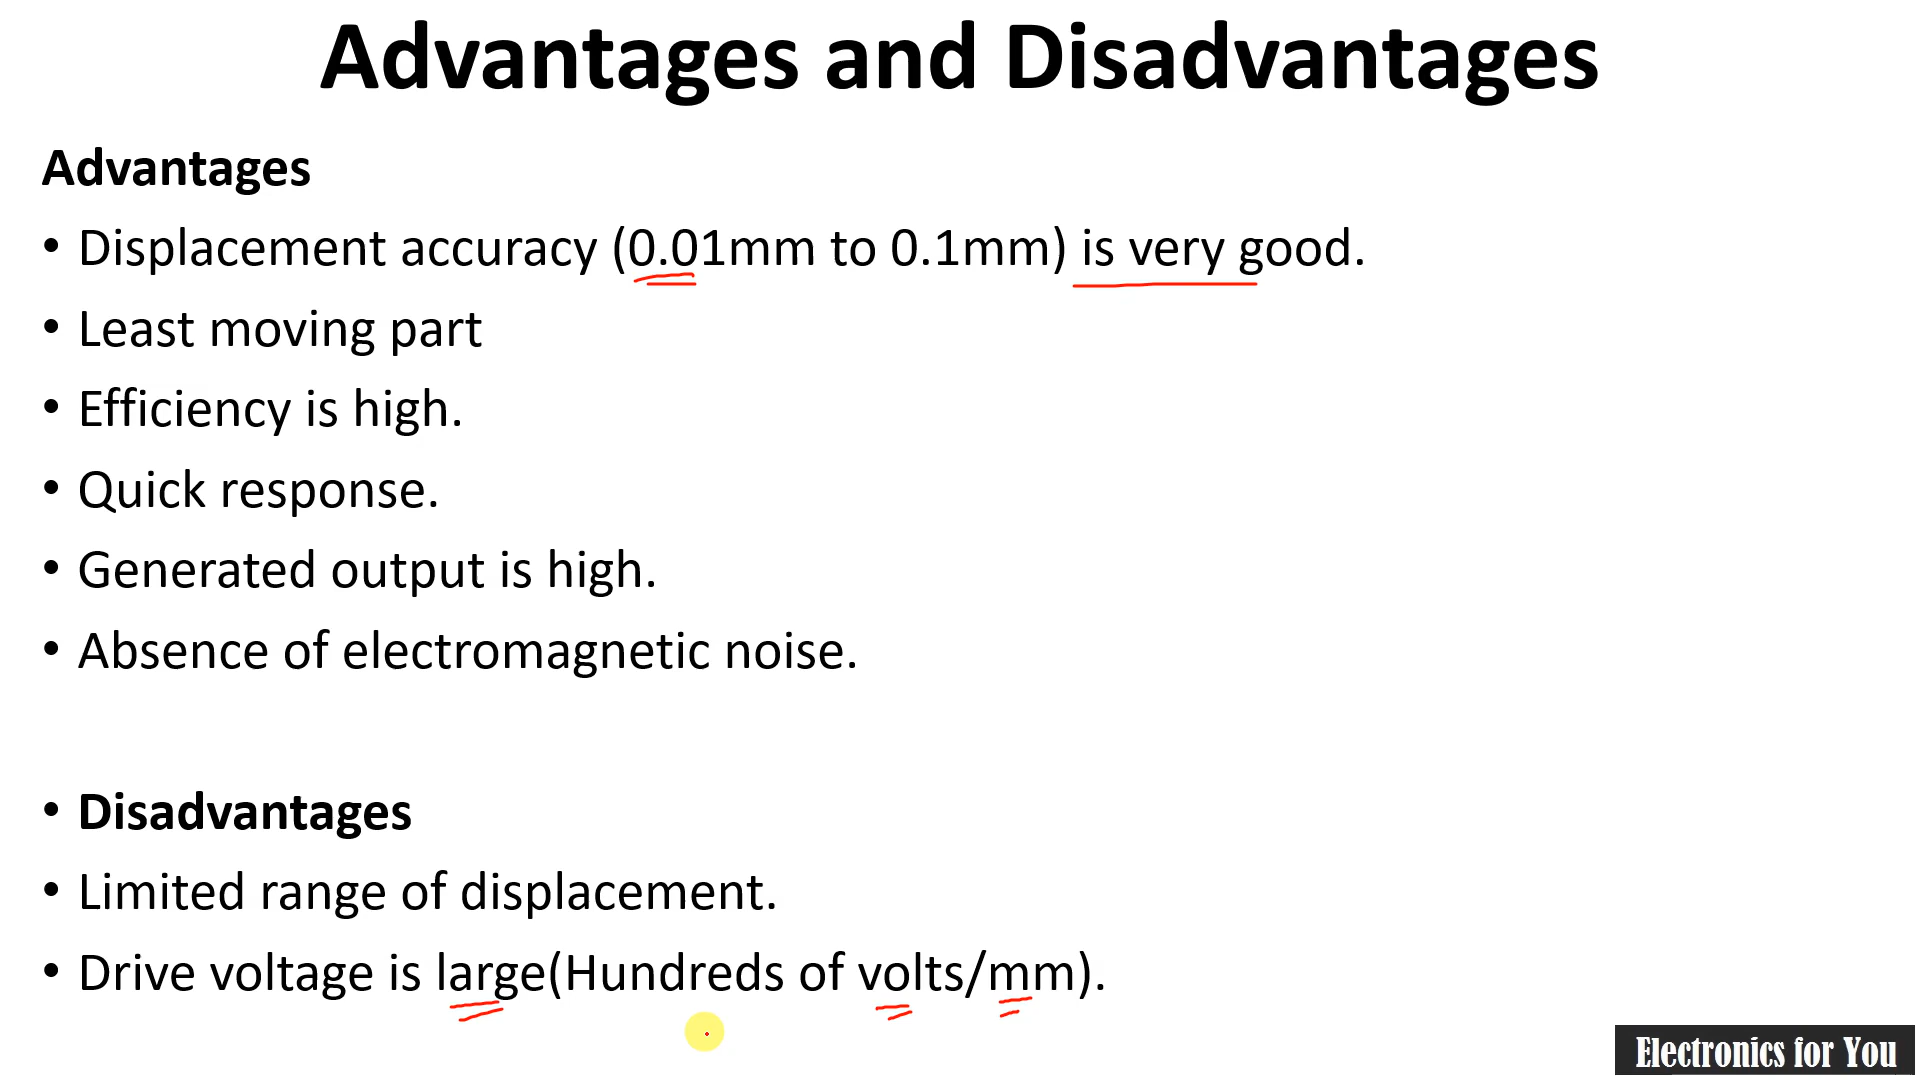 Advantages and Disadvantages
Advantages
• Displacement accuracy (0.01mm to 0.1mm) is very good.
• Least moving part
• Efficiency is high.
• Quick response.
• Generated output is high.
• Absence of electromagnetic noise.
• Disadvantages
• Limited range of displacement.
• Drive voltage is large(Hundreds of volts/mm).
Electronics for You